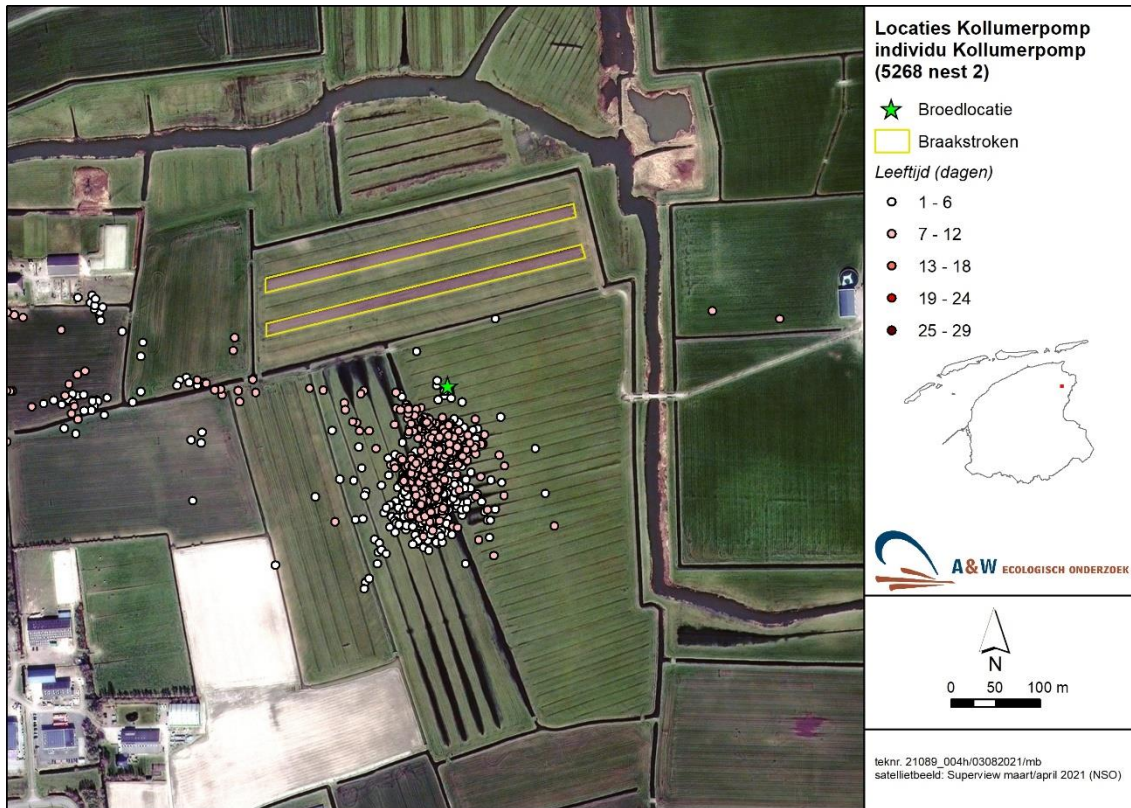 Locaties Kollumerpomp
individu Kollumerpomp
(5268 nest 2)
Broedlocatie
Braakstroken
Leeftijd (dagen)
1 - 6
7 - 12
13 - 18
19 - 24
25 - 29
A&W ECOLOGISCH ONDERZOEK
N
0 50 100 m
teknr. 21089_004h/03082021/mb
satellietbeeld: Superview maart/april 2021 (NSO)